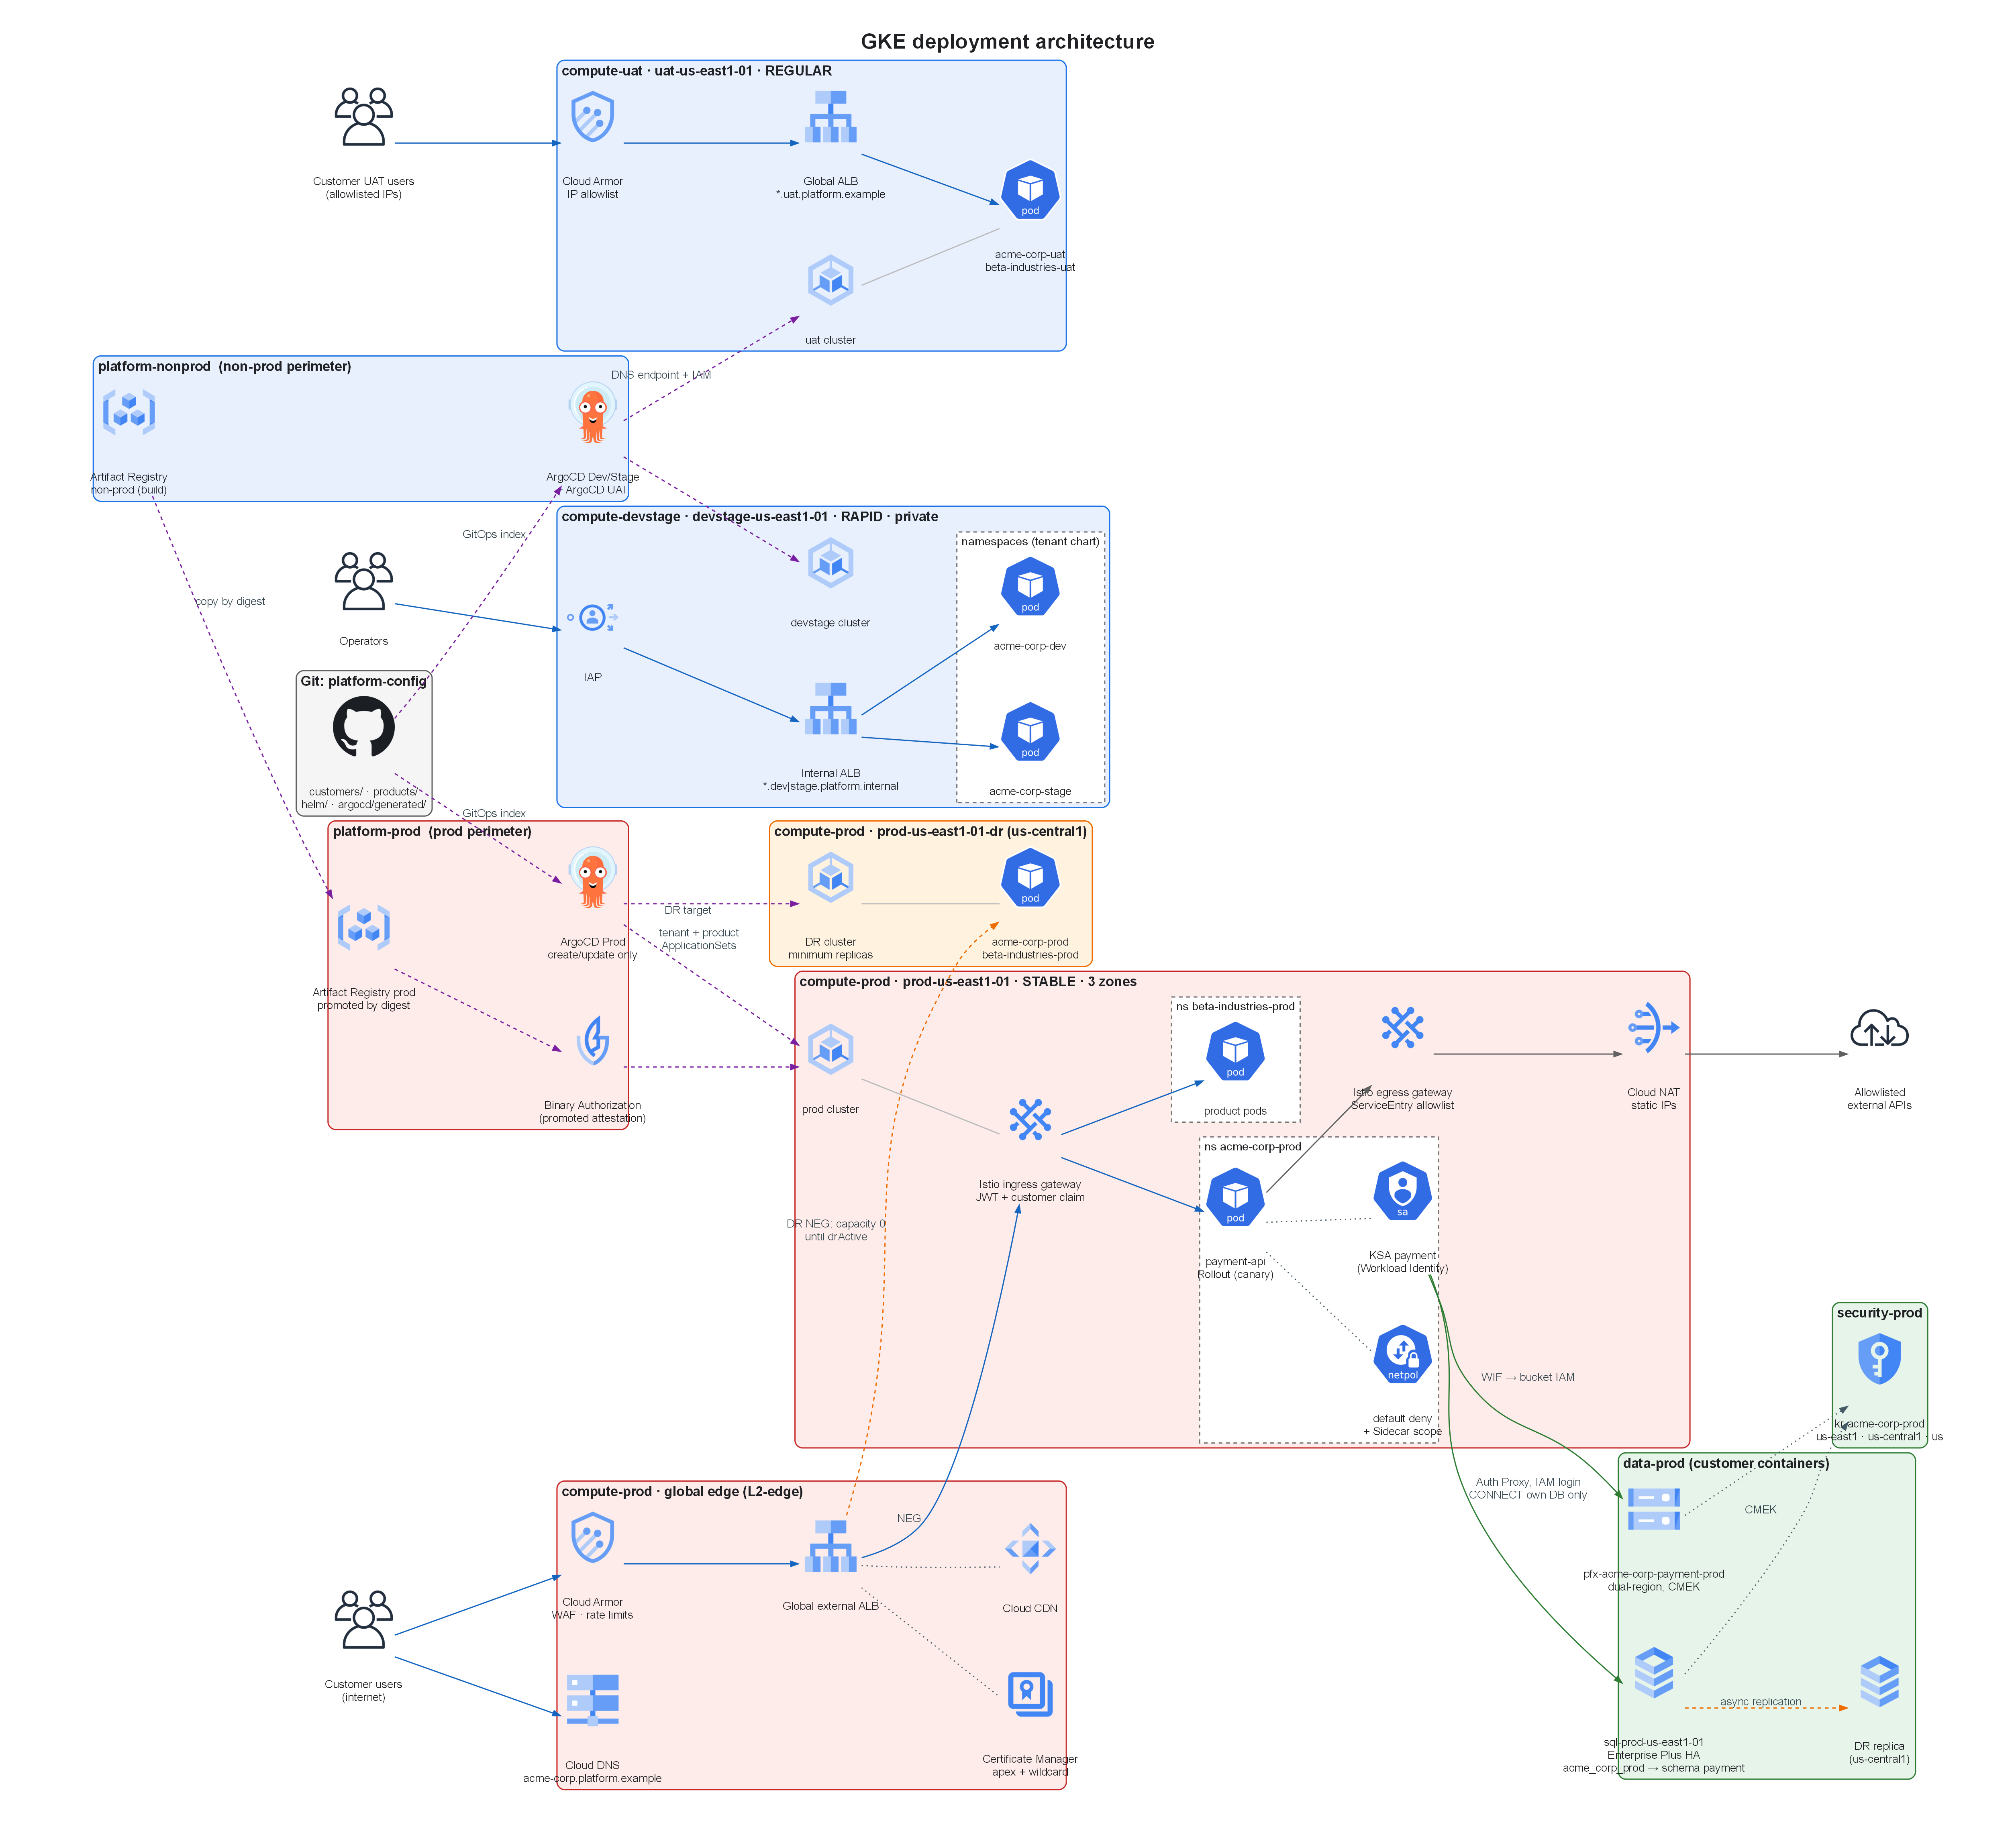 GKE deployment architecture
compute-uat · uat-us-east1-01 · REGULAR
Customer UAT users
(allowlisted IPs)
Cloud Armor
IP allowlist
Global ALB
*.uat.platform.example
pod
acme-corp-uat
beta-industries-uat
uat cluster
platform-nonprod (non-prod perimeter)
DNS endpoint + IAM
Artifact Registry
non-prod (build)
ArgoCD Dev/Stage
ArgoCD UAT
compute-devstage · devstage-us-east1-01 · RAPID · private
GitOps index
namespaces (tenant chart)
pod
copy by digest
Operators
devstage cluster
acme-corp-dev
IAP
Git: platform-config
pod
Internal ALB
*.dev|stage.platform.internal
customers/ · products/
helm/ · argocd/generated/
acme-corp-stage
GitOps index
platform-prod (prod perimeter)
compute-prod · prod-us-east1-01-dr (us-central1)
pod
DR target
tenant + product
ApplicationSets
ArgoCD Prod
create/update only
DR cluster
minimum replicas
acme-corp-prod
beta-industries-prod
compute-prod · prod-us-east1-01 · STABLE · 3 zones
Artifact Registry prod
promoted by digest
ns beta-industries-prod
pod
Binary Authorization
(promoted attestation)
prod cluster
product pods
Istio egress gateway
ServiceEntry allowlist
Cloud NAT
static IPs
Allowlisted
external APIs
ns acme-corp-prod
Istio ingress gateway
JWT + customer claim
pod
sa
DR NEG: capacity 0
until drActive
payment-api
Rollout (canary)
KSA payment
(Workload Identity)
security-prod
netpol
WIF → bucket IAM
default deny
+ Sidecar scope
kr-acme-corp-prod
us-east1 · us-central1 · us
data-prod (customer containers)
compute-prod · global edge (L2-edge)
Auth Proxy, IAM login
CONNECT own DB only
NEG
CMEK
pfx-acme-corp-payment-prod
dual-region, CMEK
Cloud Armor
WAF · rate limits
Global external ALB
Cloud CDN
Customer users
(internet)
async replication
Cloud DNS
acme-corp.platform.example
Certificate Manager
apex + wildcard
sql-prod-us-east1-01
Enterprise Plus HA
acme_corp_prod → schema payment
DR replica
(us-central1)